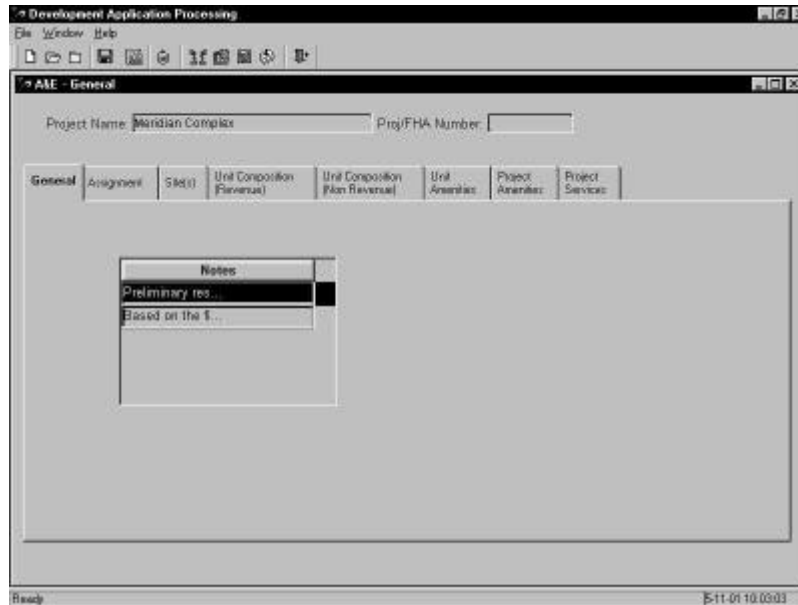 Development Application Processing
File Window Help
A&E - General
Project Name: Meridian Complex Proj/FHA Number:
General Assignment Site(s) Unit Composition (Revenue) Unit Composition (Non Revenue) Unit Amenities Project Amenities Project Services
Notes
Preliminary res...
Based on the $...
Ready 5-11-01 10:03:03